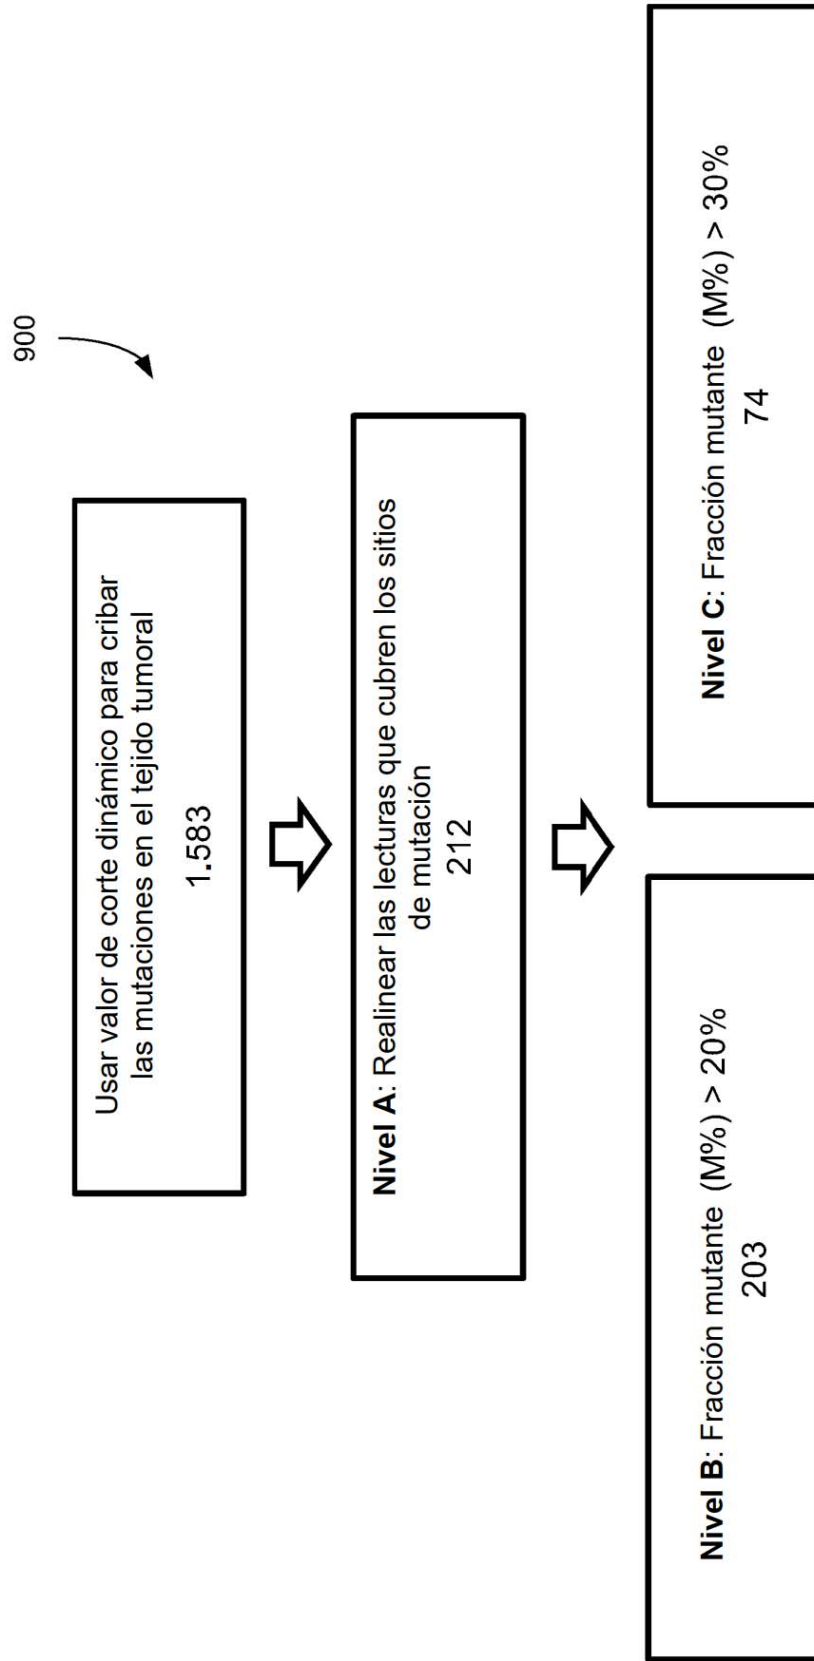 900
Usar valor de corte dinámico para cribar
las mutaciones en el tejido tumoral
1.583
Nivel A: Realinear las lecturas que cubren los sitios
de mutación
212
Nivel B: Fracción mutante (M%) > 20%
203
Nivel C: Fracción mutante (M%) > 30%
74